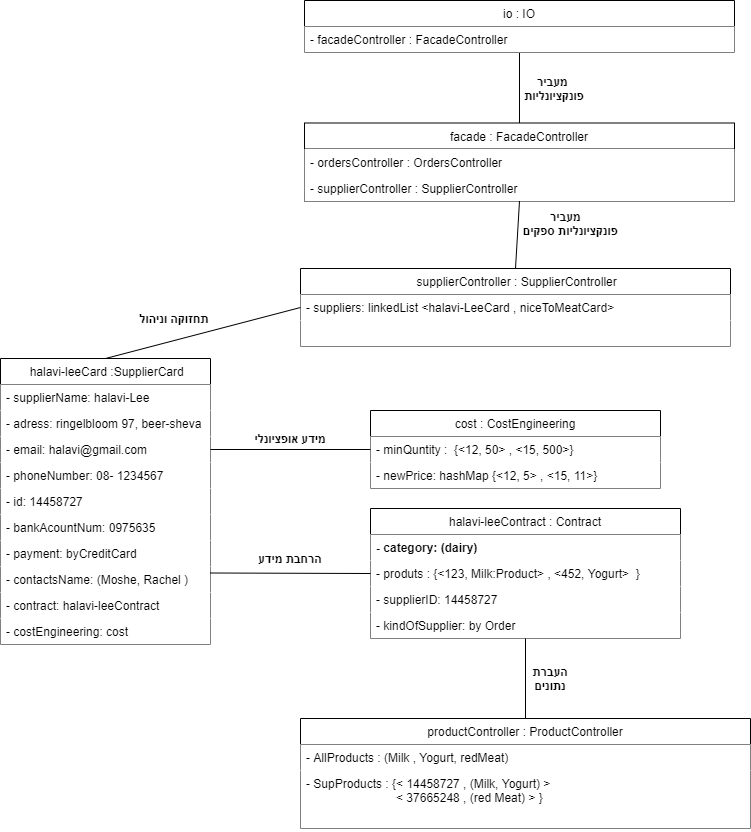 io : IO
- facadeController : FacadeController
מעביר
פונקציונליות
facade : FacadeController
- ordersController : OrdersController
- supplierController : SupplierController
מעביר
פונקציונליות ספקים
supplierController : SupplierController
- suppliers: linkedList <halavi-LeeCard , niceToMeatCard>
תחזוקה וניהול
halavi-leeCard :SupplierCard
- supplierName: halavi-Lee
- adress: ringelbloom 97, beer-sheva
- email: halavi@gmail.com
- phoneNumber: 08- 1234567
- id: 14458727
- bankAcountNum: 0975635
- payment: byCreditCard
- contactsName: (Moshe, Rachel )
- contract: halavi-leeContract
- costEngineering: cost
מידע אופציונלי
cost : CostEngineering
- minQuntity : {<12, 50> , <15, 500>}
- newPrice: hashMap {<12, 5> , <15, 11>}
הרחבת מידע
halavi-leeContract : Contract
- category: (dairy)
- produts : {<123, Milk:Product> , <452, Yogurt> }
- supplierID: 14458727
- kindOfSupplier: by Order
העברת
נתונים
productController : ProductController
- AllProducts : (Milk , Yogurt, redMeat)
- SupProducts : {< 14458727 , (Milk, Yogurt) >
< 37665248 , (red Meat) > }